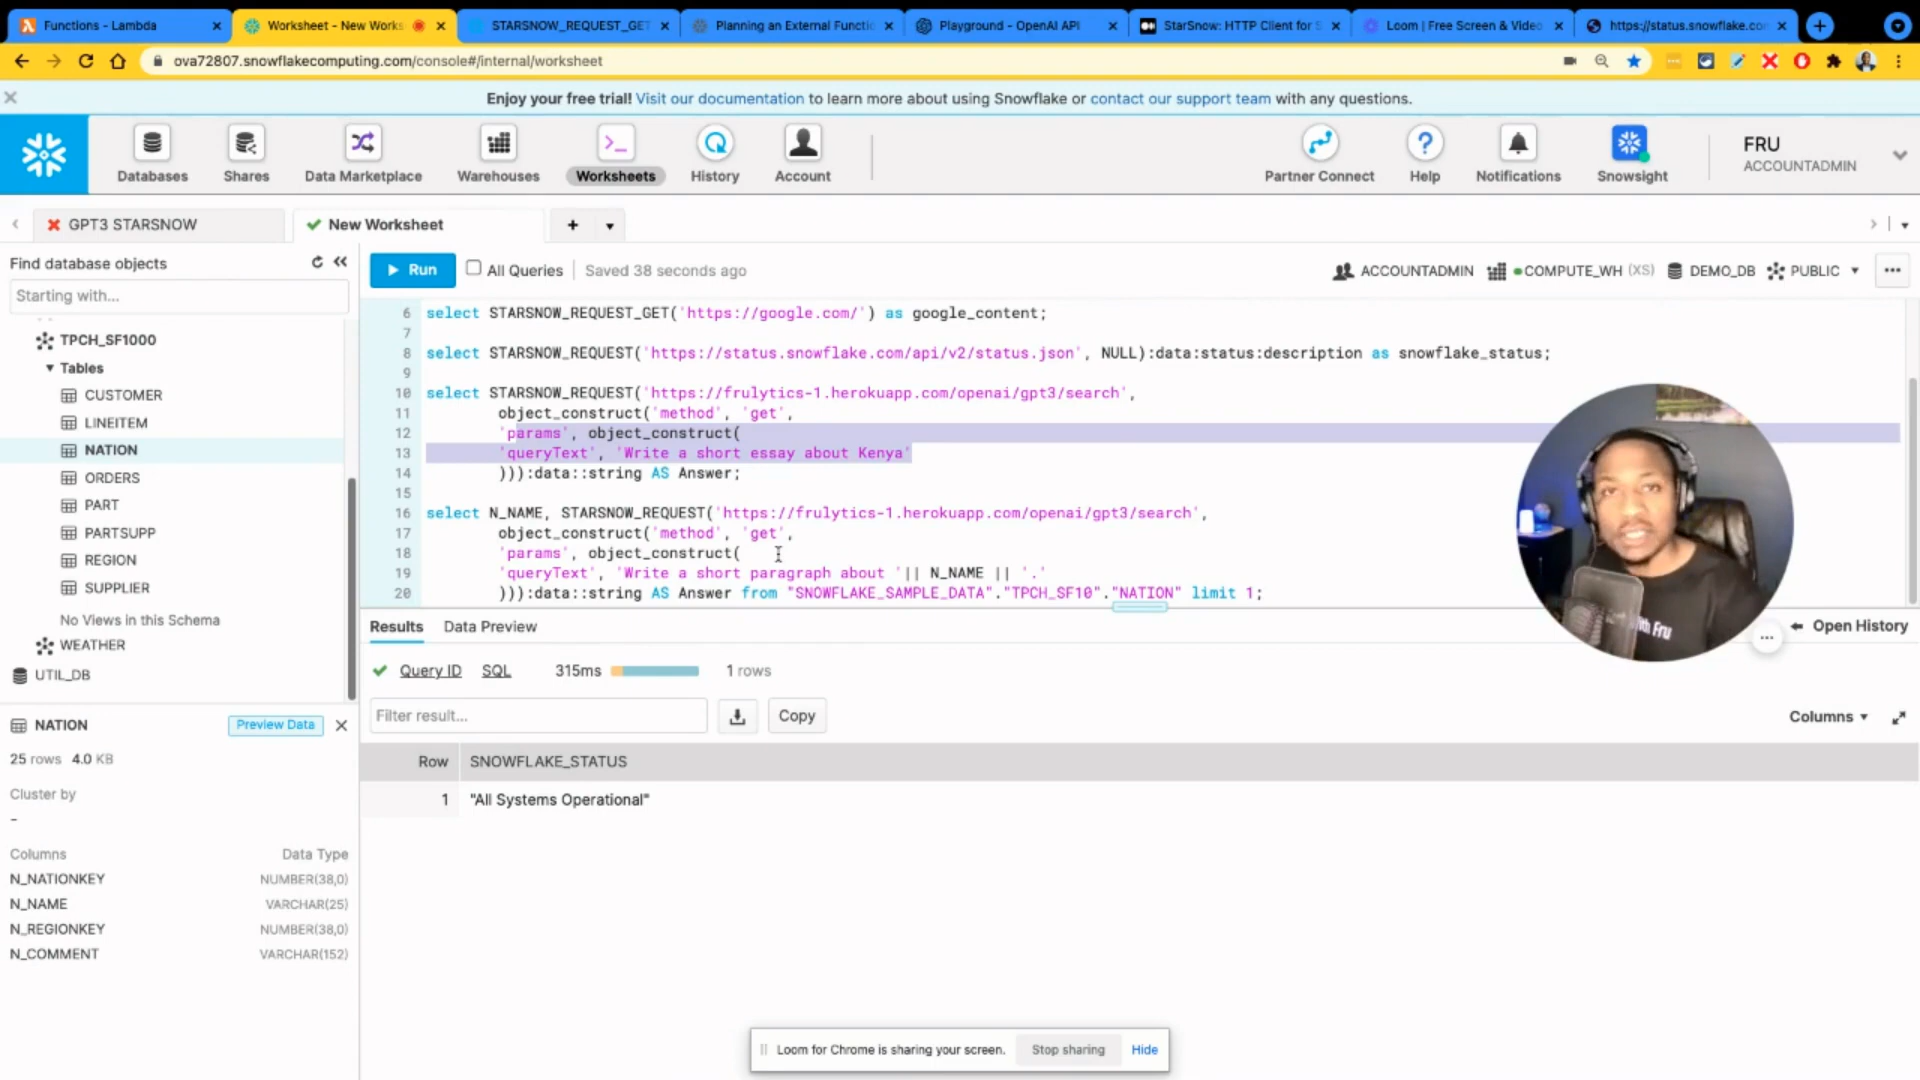 Functions - Lambda
Worksheet - New Works
STARSNOW_REQUEST_GET
Planning an External Functi
Playground - OpenAI API
StarSnow: HTTP Client for S
Loom | Free Screen & Video
https://status.snowflake.co
ova72807.snowflakecomputing.com/console#/internal/worksheet
Enjoy your free trial! Visit our documentation to learn more about using Snowflake or contact our support team with any questions.
Databases
Shares
Data Marketplace
Warehouses
Worksheets
History
Account
Partner Connect
Help
Notifications
Snowsight
FRU
ACCOUNTADMIN
GPT3 STARSNOW
New Worksheet
Find database objects
Starting with...
Run
All Queries
Saved 38 seconds ago
ACCOUNTADMIN
COMPUTE_WH (XS)
DEMO_DB
PUBLIC
TPCH_SF1000
Tables
CUSTOMER
LINEITEM
NATION
ORDERS
PART
PARTSUPP
REGION
SUPPLIER
No Views in this Schema
WEATHER
UTIL_DB
6 select STARSNOW_REQUEST_GET('https://google.com/') as google_content;
7
8 select STARSNOW_REQUEST('https://status.snowflake.com/api/v2/status.json', NULL):data:status:description as snowflake_status;
9
10 select STARSNOW_REQUEST('https://frulytics-1.herokuapp.com/openai/gpt3/search',
11 object_construct('method', 'get',
12 'params', object_construct(
13 'queryText', 'Write a short essay about Kenya'
14 ))):data::string AS Answer;
15
16 select N_NAME, STARSNOW_REQUEST('https://frulytics-1.herokuapp.com/openai/gpt3/search',
17 object_construct('method', 'get',
18 'params', object_construct(
19 'queryText', 'Write a short paragraph about '|| N_NAME || '.'
20 ))):data::string AS Answer from "SNOWFLAKE_SAMPLE_DATA"."TPCH_SF10"."NATION" limit 1;
ith Fru
Results
Data Preview
Open History
Query ID
SQL
315ms
1 rows
Filter result...
Copy
Columns
Row
SNOWFLAKE_STATUS
1
"All Systems Operational"
NATION
Preview Data
25 rows 4.0 KB
Cluster by
–
Columns
Data Type
N_NATIONKEY
NUMBER(38,0)
N_NAME
VARCHAR(25)
N_REGIONKEY
NUMBER(38,0)
N_COMMENT
VARCHAR(152)
Loom for Chrome is sharing your screen.
Stop sharing
Hide